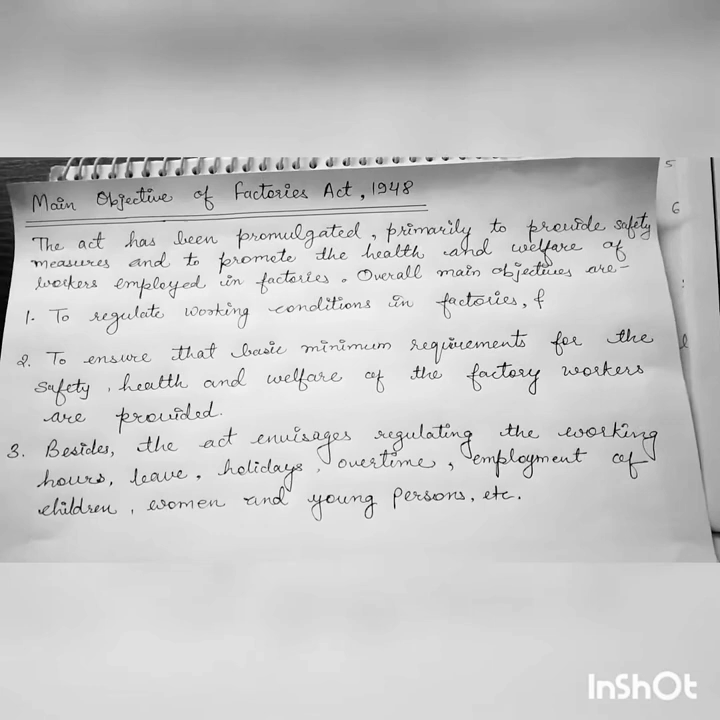 Main Objective of Factories Act, 1948
The act has been promulgated, primarily to provide safety
measures and to promote the health and welfare of
workers employed in factories. Overall main objectives are-
1. To regulate working conditions in factories, &
2. To ensure that basic minimum requirements for the
safety, health and welfare of the factory workers
are provided.
3. Besides, the act envisages regulating the working
hours, leave, holidays, overtime, employment of
children, women and young persons, etc.
5
6
InShOt